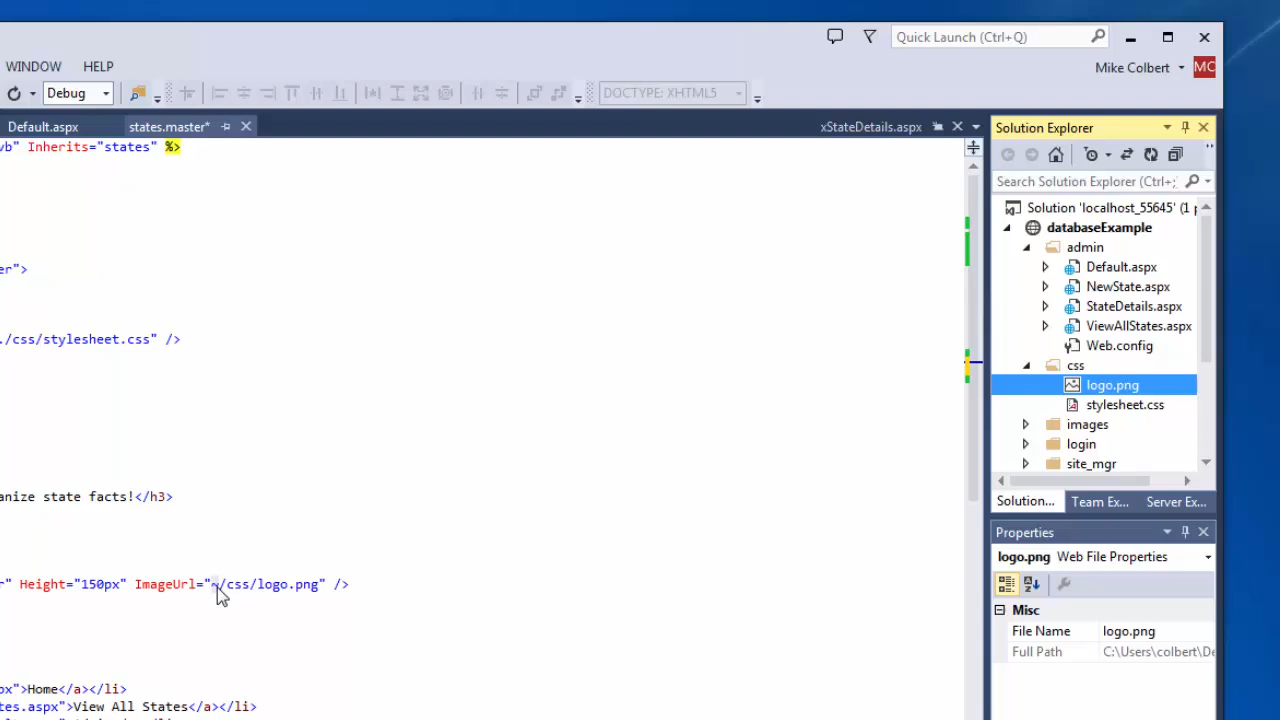 Quick Launch (Ctrl+Q)
WINDOW HELP
Mike Colbert MC
Debug
DOCTYPE: XHTML5
Default.aspx
states.master*
xStateDetails.aspx
Solution Explorer
Search Solution Explorer (Ctrl+;
Solution 'localhost_55645' (1 p
databaseExample
admin
Default.aspx
NewState.aspx
StateDetails.aspx
ViewAllStates.aspx
Web.config
css
logo.png
stylesheet.css
images
login
site_mgr
Solution... Team Ex... Server Ex...
Properties
logo.png Web File Properties
Misc
File Name logo.png
Full Path C:\Users\colbert\De
vb" Inherits="states" %>
er">
./css/stylesheet.css" />
anize state facts!</h3>
r" Height="150px" ImageUrl="~/css/logo.png" />
px">Home</a></li>
tes.aspx">View All States</a></li>